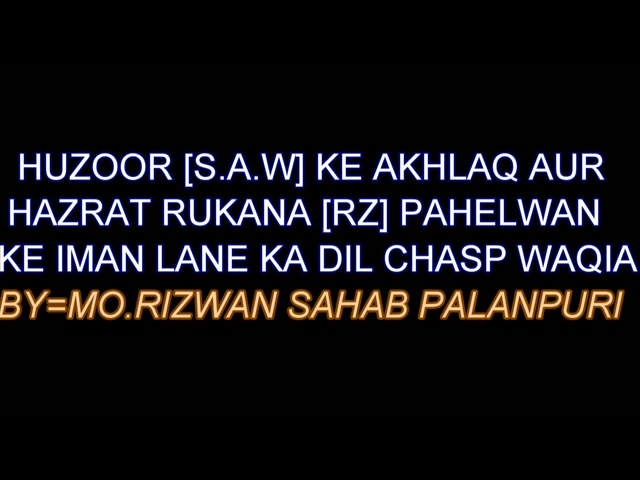 HUZOOR [S.A.W] KE AKHLAQ AUR
HAZRAT RUKANA [RZ] PAHELWAN
KE IMAN LANE KA DIL CHASP WAQIA
BY=MO.RIZWAN SAHAB PALANPURI